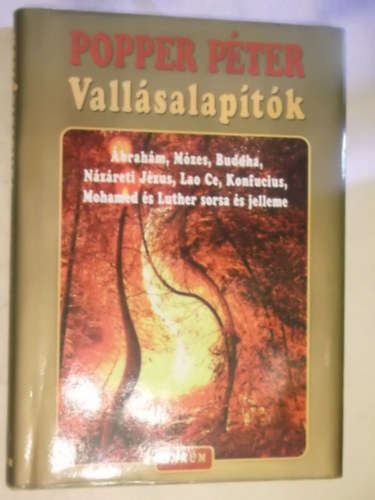 POPPER PÉTER
Vallásalapítók
Ábrahám, Mózes, Buddha,
Názáreti Jézus, Lao Ce, Konfucius,
Mohamed és Luther sorsa és jelleme